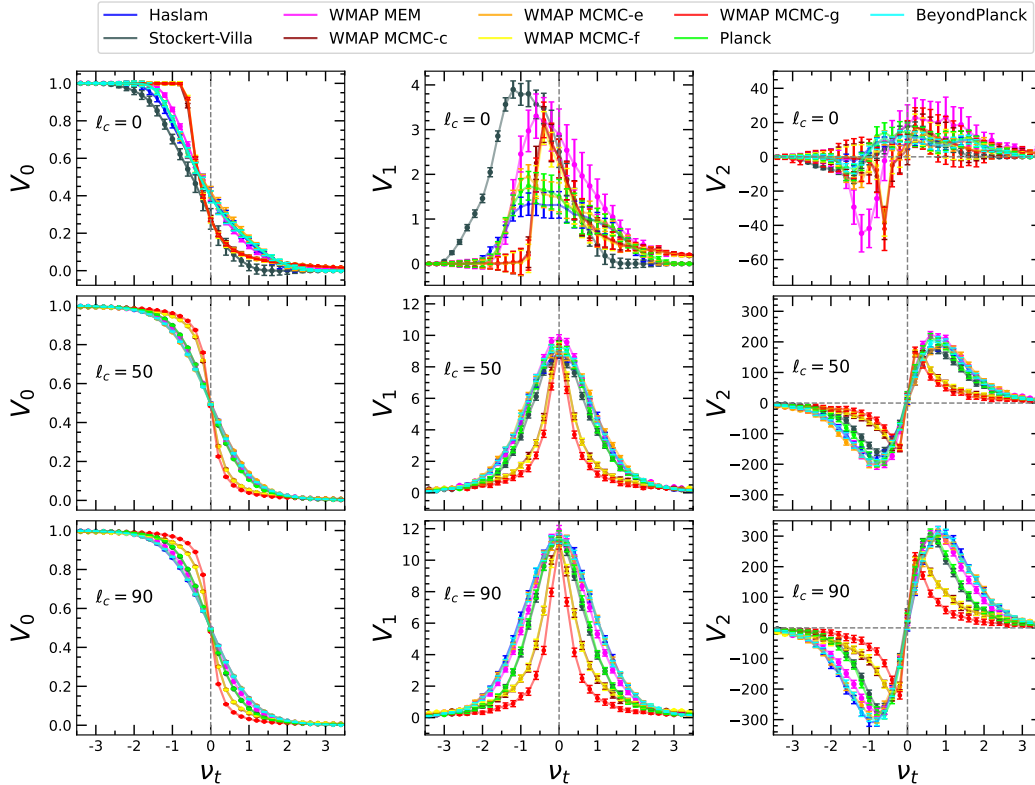 Haslam WMAP MEM WMAP MCMC-e WMAP MCMC-g BeyondPlanck
Stockert-Villa WMAP MCMC-c WMAP MCMC-f Planck
1.0 0.8 0.6 0.4 0.2 0.0
V₀
ℓc = 0
4 3 2 1 0
V₁
ℓc = 0
40 20 0 −20 −40 −60
V₂
ℓc = 0
1.0 0.8 0.6 0.4 0.2 0.0
V₀
ℓc = 50
12 10 8 6 4 2 0
V₁
ℓc = 50
300 200 100 0 −100 −200 −300
V₂
ℓc = 50
1.0 0.8 0.6 0.4 0.2 0.0
V₀
ℓc = 90
12 10 8 6 4 2 0
V₁
ℓc = 90
300 200 100 0 −100 −200 −300
V₂
ℓc = 90
−3 −2 −1 0 1 2 3
−3 −2 −1 0 1 2 3
−3 −2 −1 0 1 2 3
νt
νt
νt